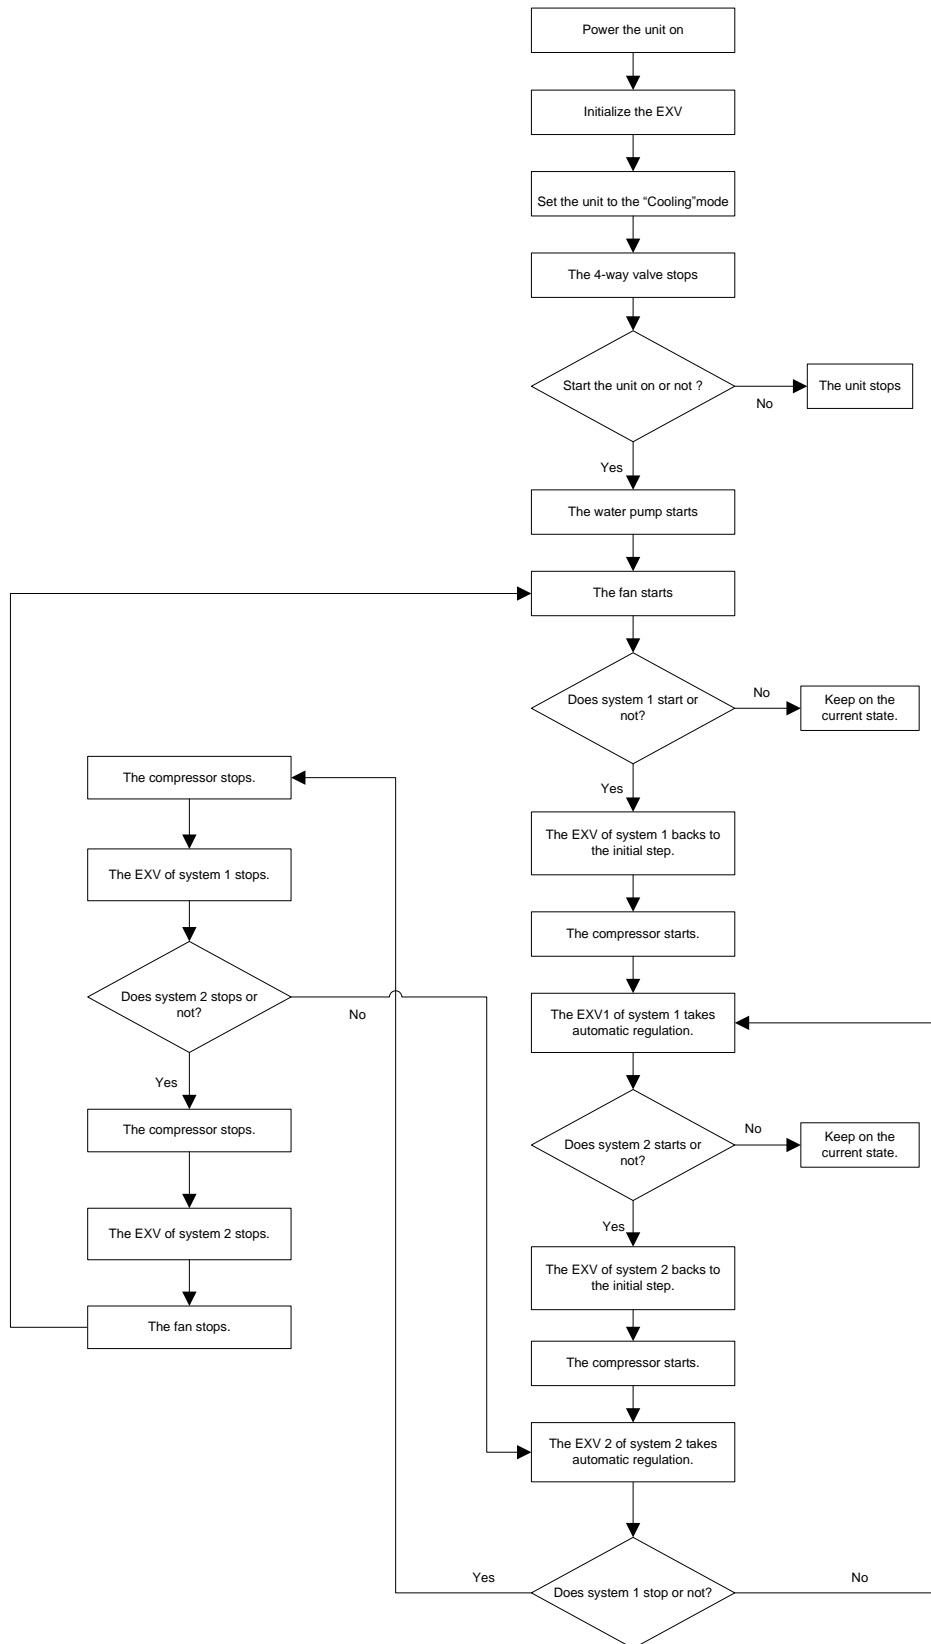 Power the unit on
Initialize the EXV
Set the unit to the “Cooling”mode
The 4-way valve stops
Start the unit on or not ?
No
The unit stops
Yes
The water pump starts
The fan starts
Does system 1 start or
not?
No
Keep on the
current state.
Yes
The EXV of system 1 backs to
the initial step.
The compressor starts.
The EXV1 of system 1 takes
automatic regulation.
Does system 2 starts or
not?
No
Keep on the
current state.
Yes
The EXV of system 2 backs to
the initial step.
The compressor starts.
The EXV 2 of system 2 takes
automatic regulation.
Does system 1 stop or not?
No
Yes
The compressor stops.
The EXV of system 1 stops.
Does system 2 stops or
not?
No
Yes
The compressor stops.
The EXV of system 2 stops.
The fan stops.